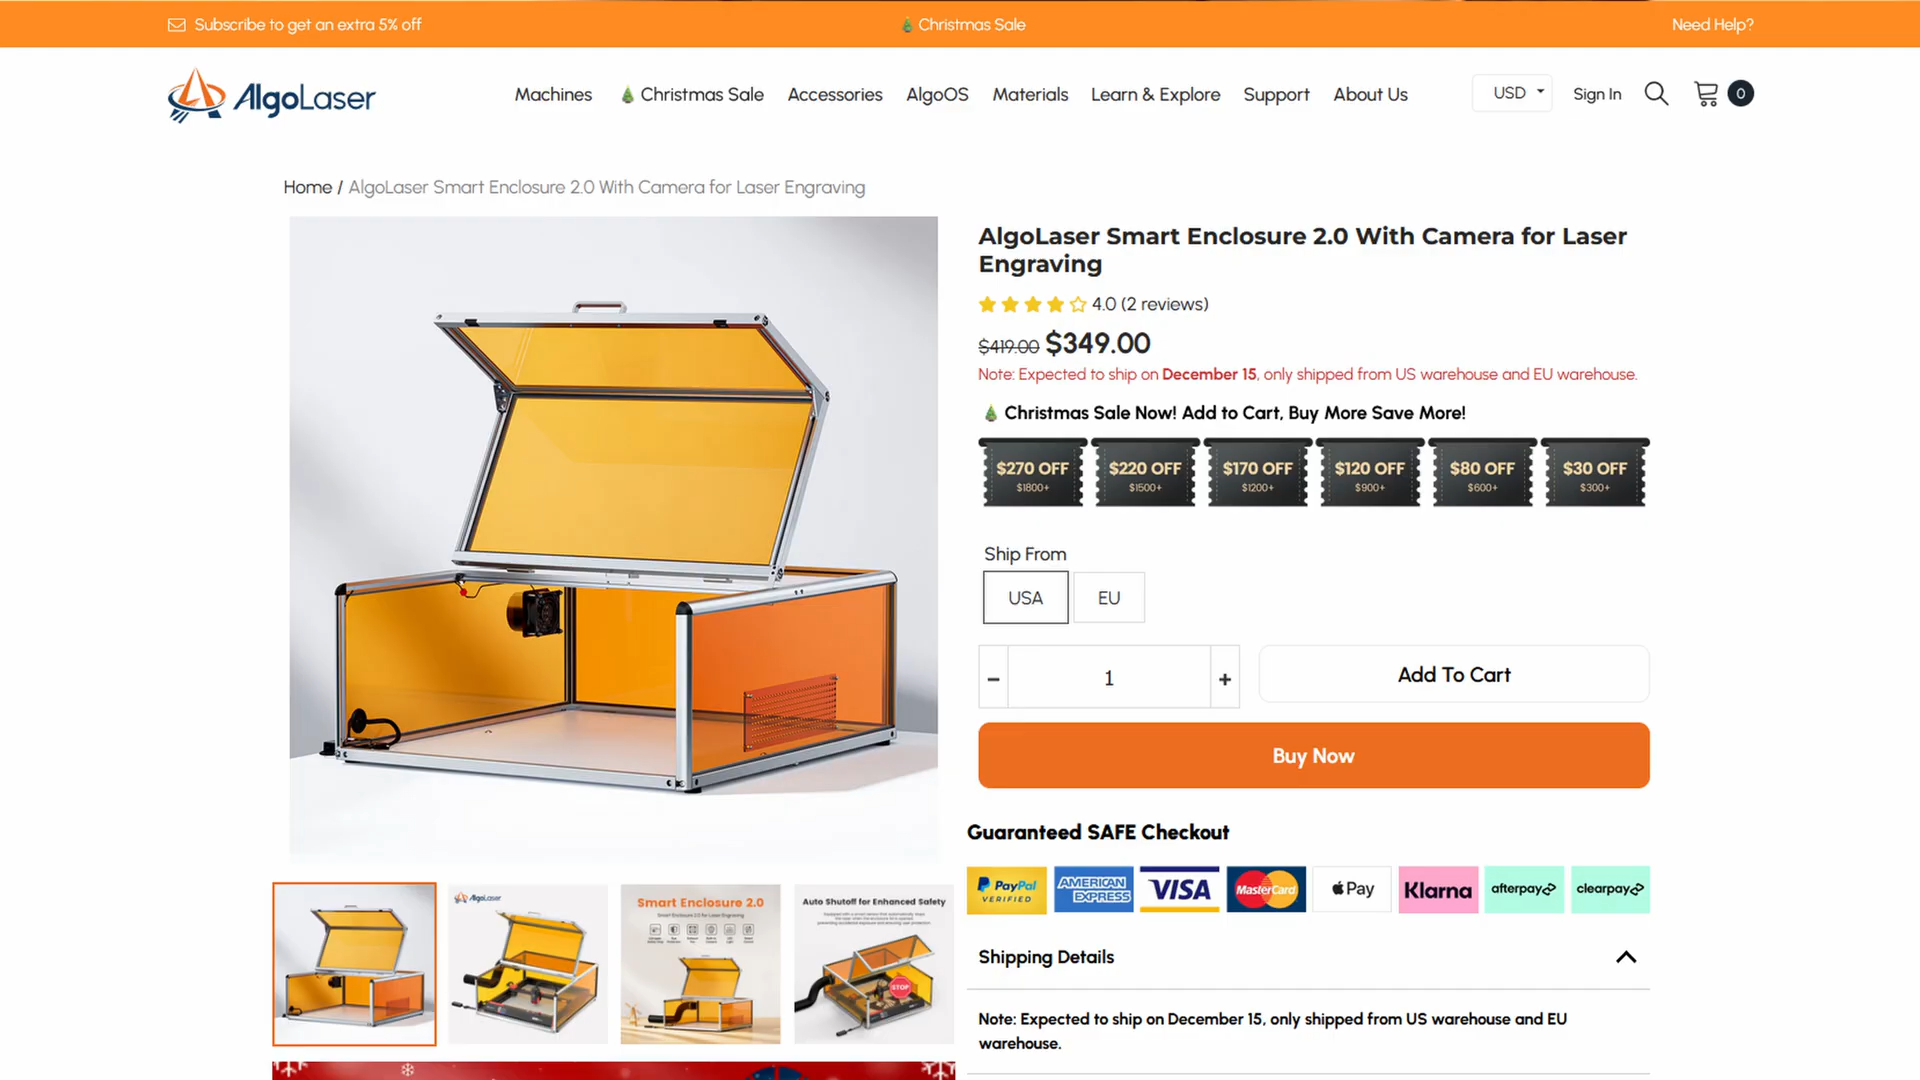 Subscribe to get an extra 5% off
Christmas Sale
Need Help?
AlgoLaser
Machines
Christmas Sale
Accessories
AlgoOS
Materials
Learn & Explore
Support
About Us
USD
Sign In
0
Home / AlgoLaser Smart Enclosure 2.0 With Camera for Laser Engraving
AlgoLaser Smart Enclosure 2.0 With Camera for Laser
Engraving
4.0 (2 reviews)
$419.00 $349.00
Note: Expected to ship on December 15, only shipped from US warehouse and EU warehouse.
Christmas Sale Now! Add to Cart, Buy More Save More!
$270 OFF
$1800+
$220 OFF
$1500+
$170 OFF
$1200+
$120 OFF
$900+
$80 OFF
$600+
$30 OFF
$300+
Ship From
USA
EU
− 1 +
Add To Cart
Buy Now
Guaranteed SAFE Checkout
PayPal
VERIFIED
AMERICAN
EXPRESS
VISA
MasterCard
Pay
Klarna
afterpay
clearpay
AlgoLaser
Smart Enclosure 2.0
Smart Enclosure 2.0 for Laser Engraving
Auto Shutoff for Enhanced Safety
STOP
Shipping Details
Note: Expected to ship on December 15, only shipped from US warehouse and EU
warehouse.